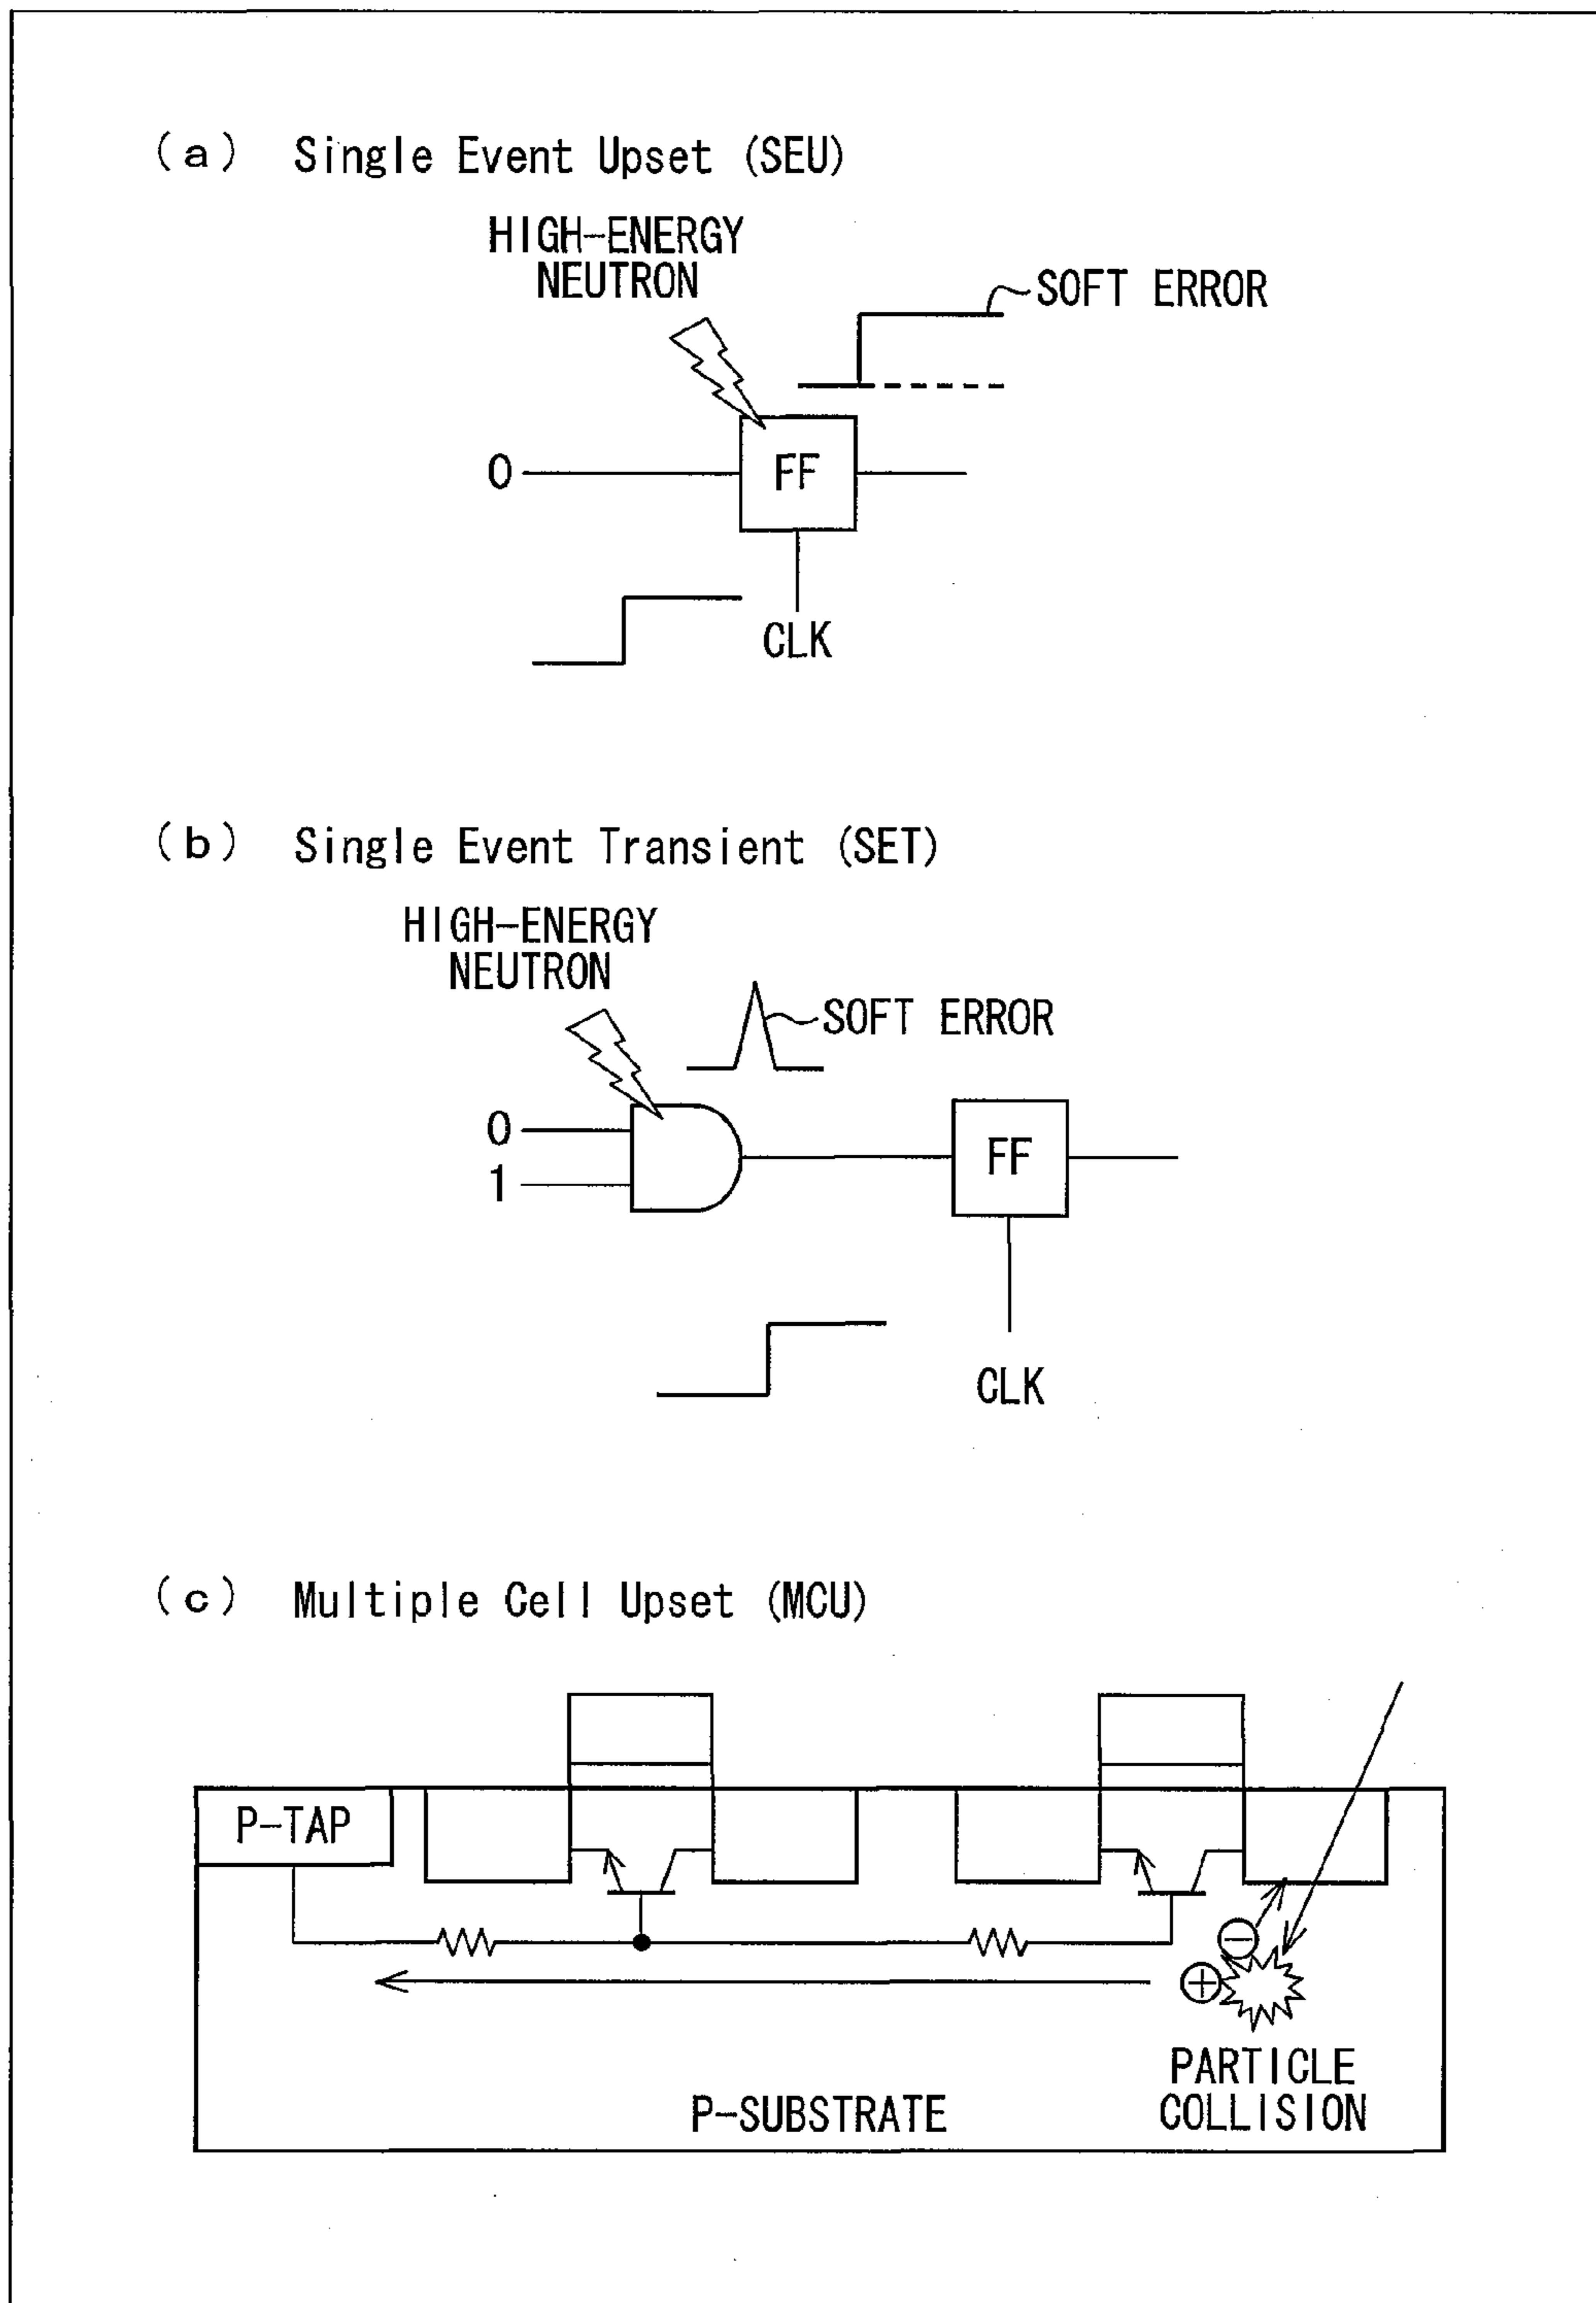 (a) Single Event Upset (SEU)
HIGH-ENERGY
NEUTRON
SOFT ERROR
0
FF
CLK
(b) Single Event Transient (SET)
HIGH-ENERGY
NEUTRON
SOFT ERROR
0
1
FF
CLK
(c) Multiple Cell Upset (MCU)
P-TAP
−
+
PARTICLE
COLLISION
P-SUBSTRATE